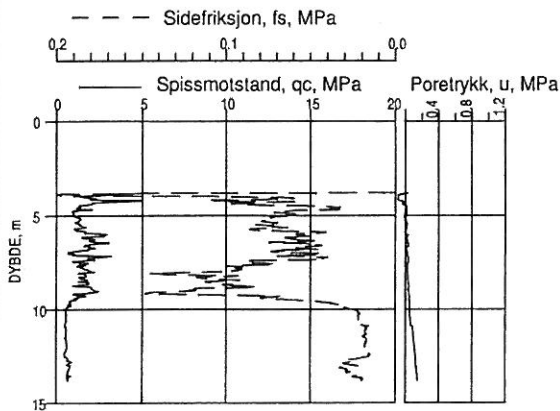 Sidefriksjon, fs, MPa
0,2 0,1 0,0
Spissmotstand, qc, MPa Poretrykk, u, MPa
0 5 10 15 20 0.4 0.8 1.2
0
5
10
15
DYBDE, m